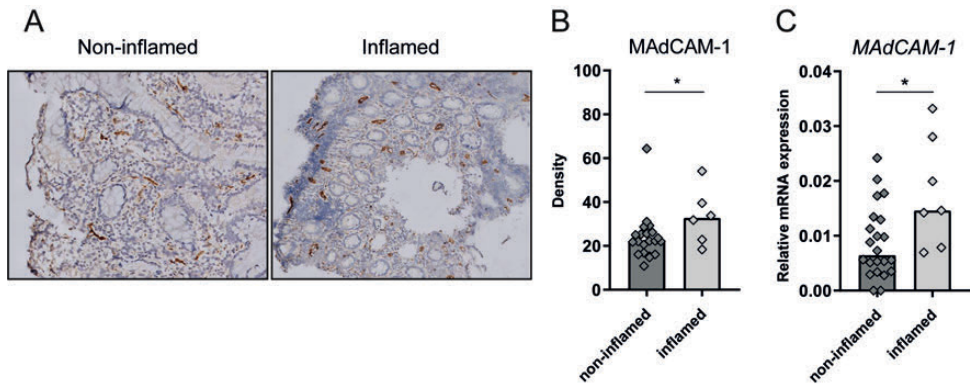 A
Non-inflamed
Inflamed
B
MAdCAM-1
*
100
80
60
40
20
0
Density
non-inflamed
inflamed
C
MAdCAM-1
*
0.04
0.03
0.02
0.01
0.00
Relative mRNA expression
non-inflamed
inflamed